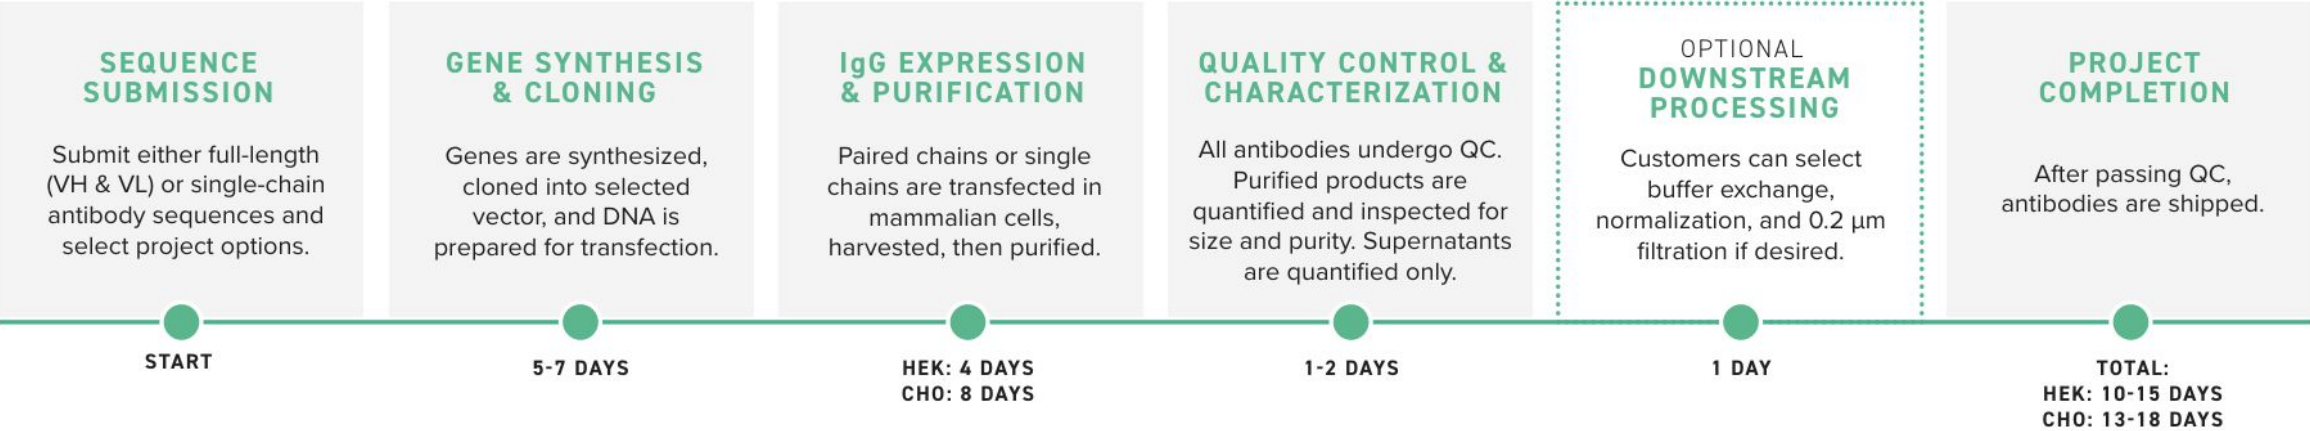 SEQUENCE
SUBMISSION
Submit either full-length
(VH & VL) or single-chain
antibody sequences and
select project options.
START
GENE SYNTHESIS
& CLONING
Genes are synthesized,
cloned into selected
vector, and DNA is
prepared for transfection.
5-7 DAYS
IgG EXPRESSION
& PURIFICATION
Paired chains or single
chains are transfected in
mammalian cells,
harvested, then purified.
HEK: 4 DAYS
CHO: 8 DAYS
QUALITY CONTROL &
CHARACTERIZATION
All antibodies undergo QC.
Purified products are
quantified and inspected for
size and purity. Supernatants
are quantified only.
1-2 DAYS
OPTIONAL
DOWNSTREAM
PROCESSING
Customers can select
buffer exchange,
normalization, and 0.2 µm
filtration if desired.
1 DAY
PROJECT
COMPLETION
After passing QC,
antibodies are shipped.
TOTAL:
HEK: 10-15 DAYS
CHO: 13-18 DAYS